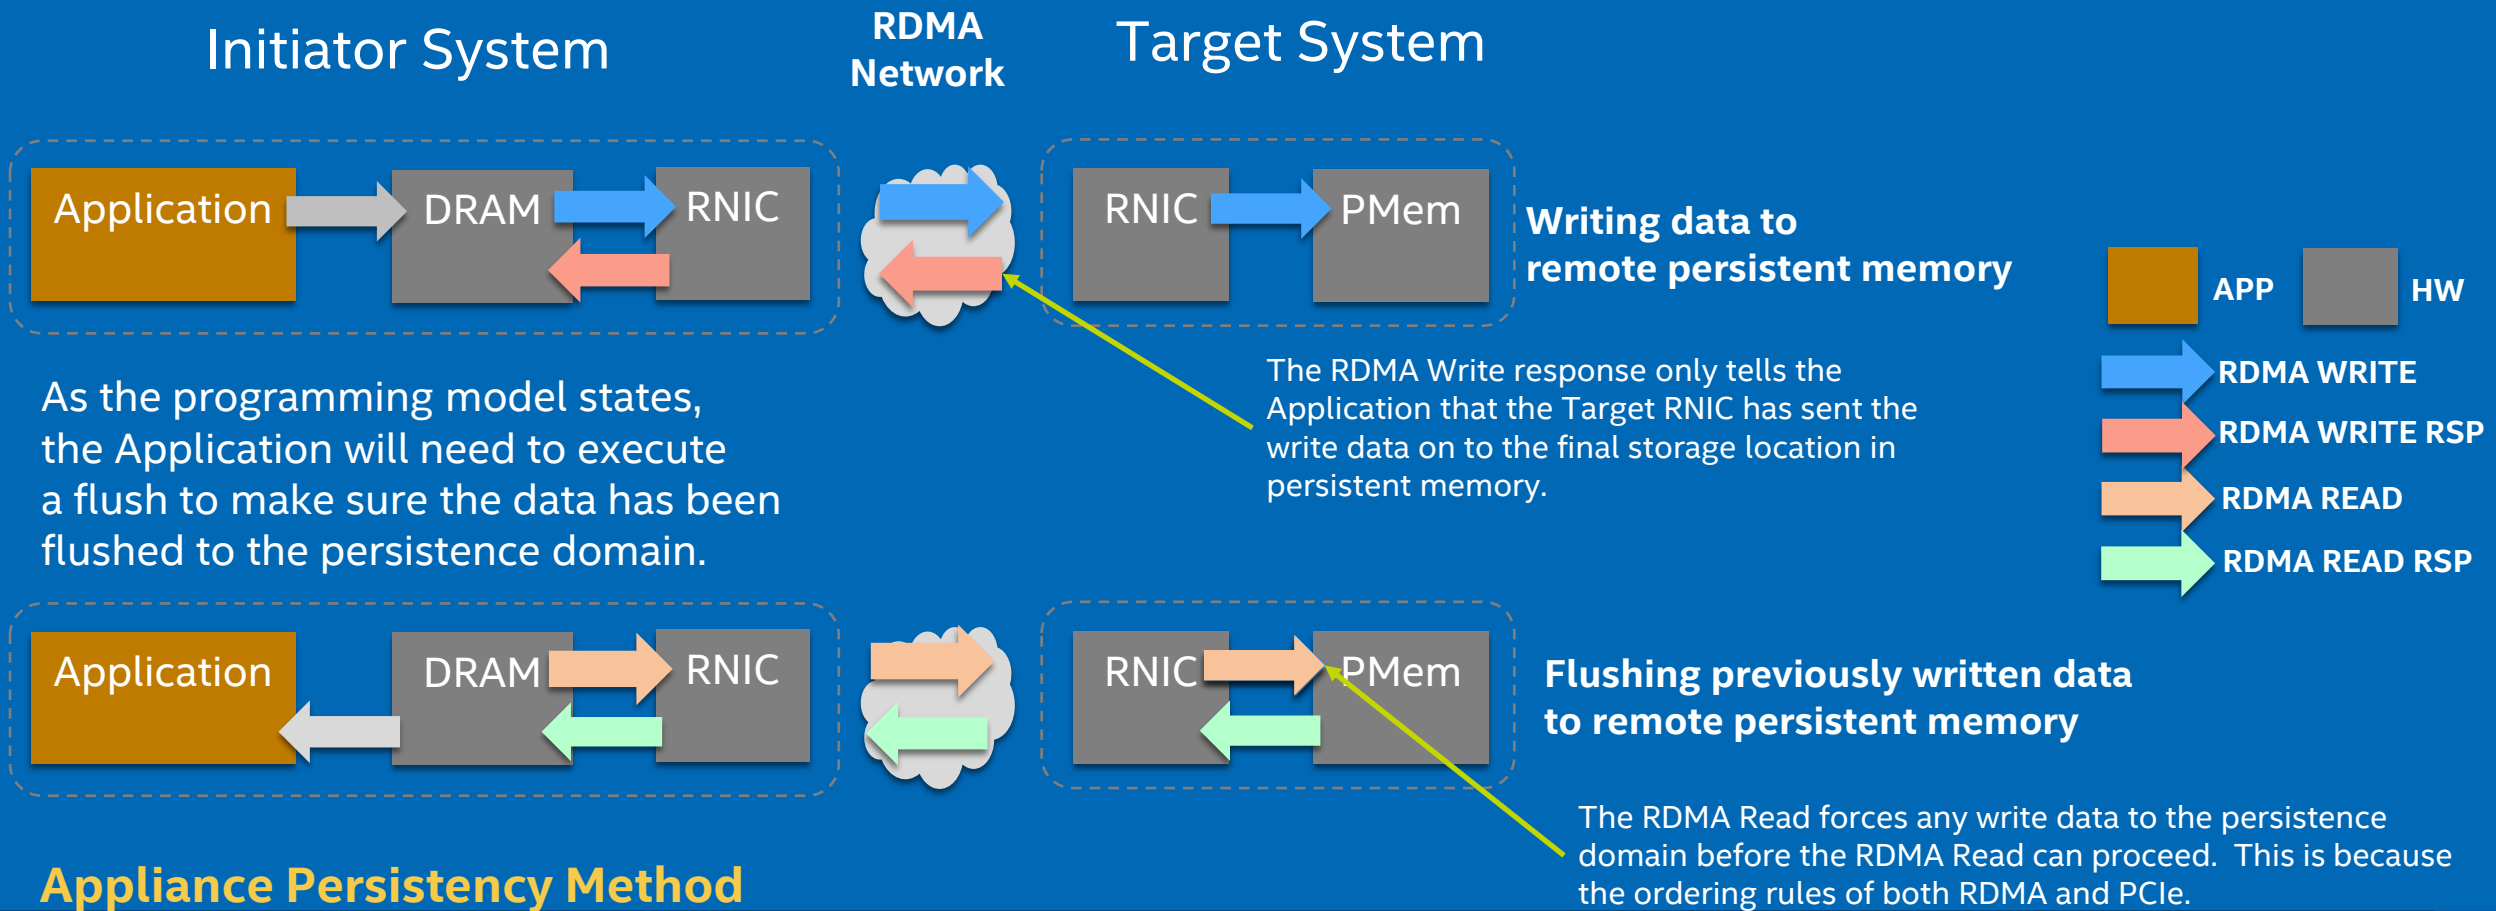 Initiator System
RDMA
Network
Target System
Application
DRAM
RNIC
RNIC
PMem
Writing data to
remote persistent memory
APP
HW
RDMA WRITE
RDMA WRITE RSP
RDMA READ
RDMA READ RSP
The RDMA Write response only tells the
Application that the Target RNIC has sent the
write data on to the final storage location in
persistent memory.
As the programming model states,
the Application will need to execute
a flush to make sure the data has been
flushed to the persistence domain.
Application
DRAM
RNIC
RNIC
PMem
Flushing previously written data
to remote persistent memory
The RDMA Read forces any write data to the persistence
domain before the RDMA Read can proceed. This is because
the ordering rules of both RDMA and PCIe.
Appliance Persistency Method